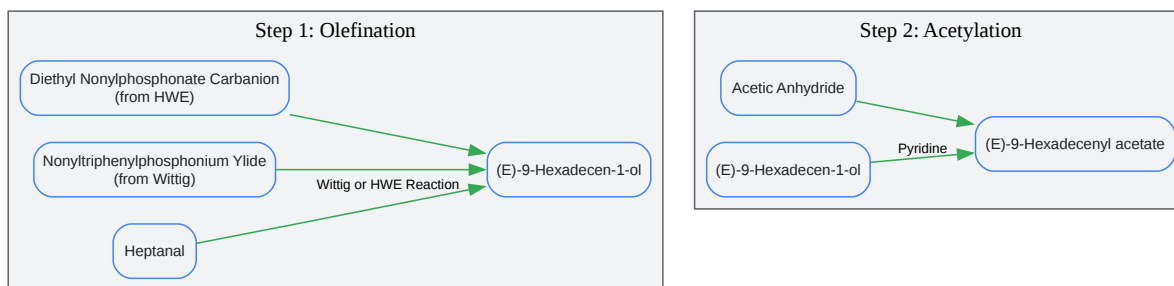 Step 1: Olefination
Diethyl Nonylphosphonate Carbanion
(from HWE)
Nonyltriphenylphosphonium Ylide
(from Wittig)
Wittig or HWE Reaction
(E)-9-Hexadecen-1-ol
Heptanal
Step 2: Acetylation
Acetic Anhydride
(E)-9-Hexadecen-1-ol
Pyridine
(E)-9-Hexadecenyl acetate